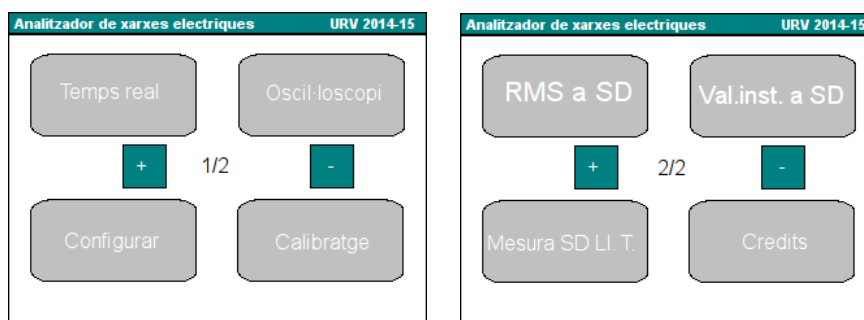 Analitzador de xarxes electriques URV 2014-15
Temps real Oscil·loscopi
+ 1/2 -
Configurar Calibratge
Analitzador de xarxes electriques URV 2014-15
RMS a SD Val.inst. a SD
+ 2/2 -
Mesura SD Ll. T. Credits